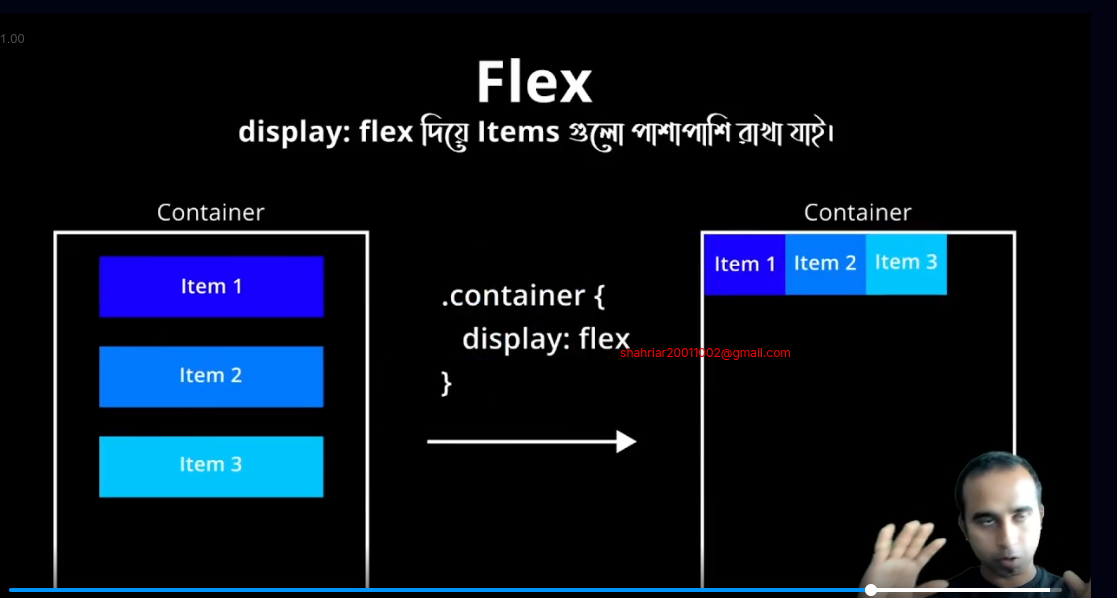 1.00
Flex
display: flex দিয়ে Items গুলো পাশাপাশি রাখা যাই।
Container
Item 1
Item 2
Item 3
.container {
display: flex
}
shahriar20011002@gmail.com
Container
Item 1 Item 2 Item 3